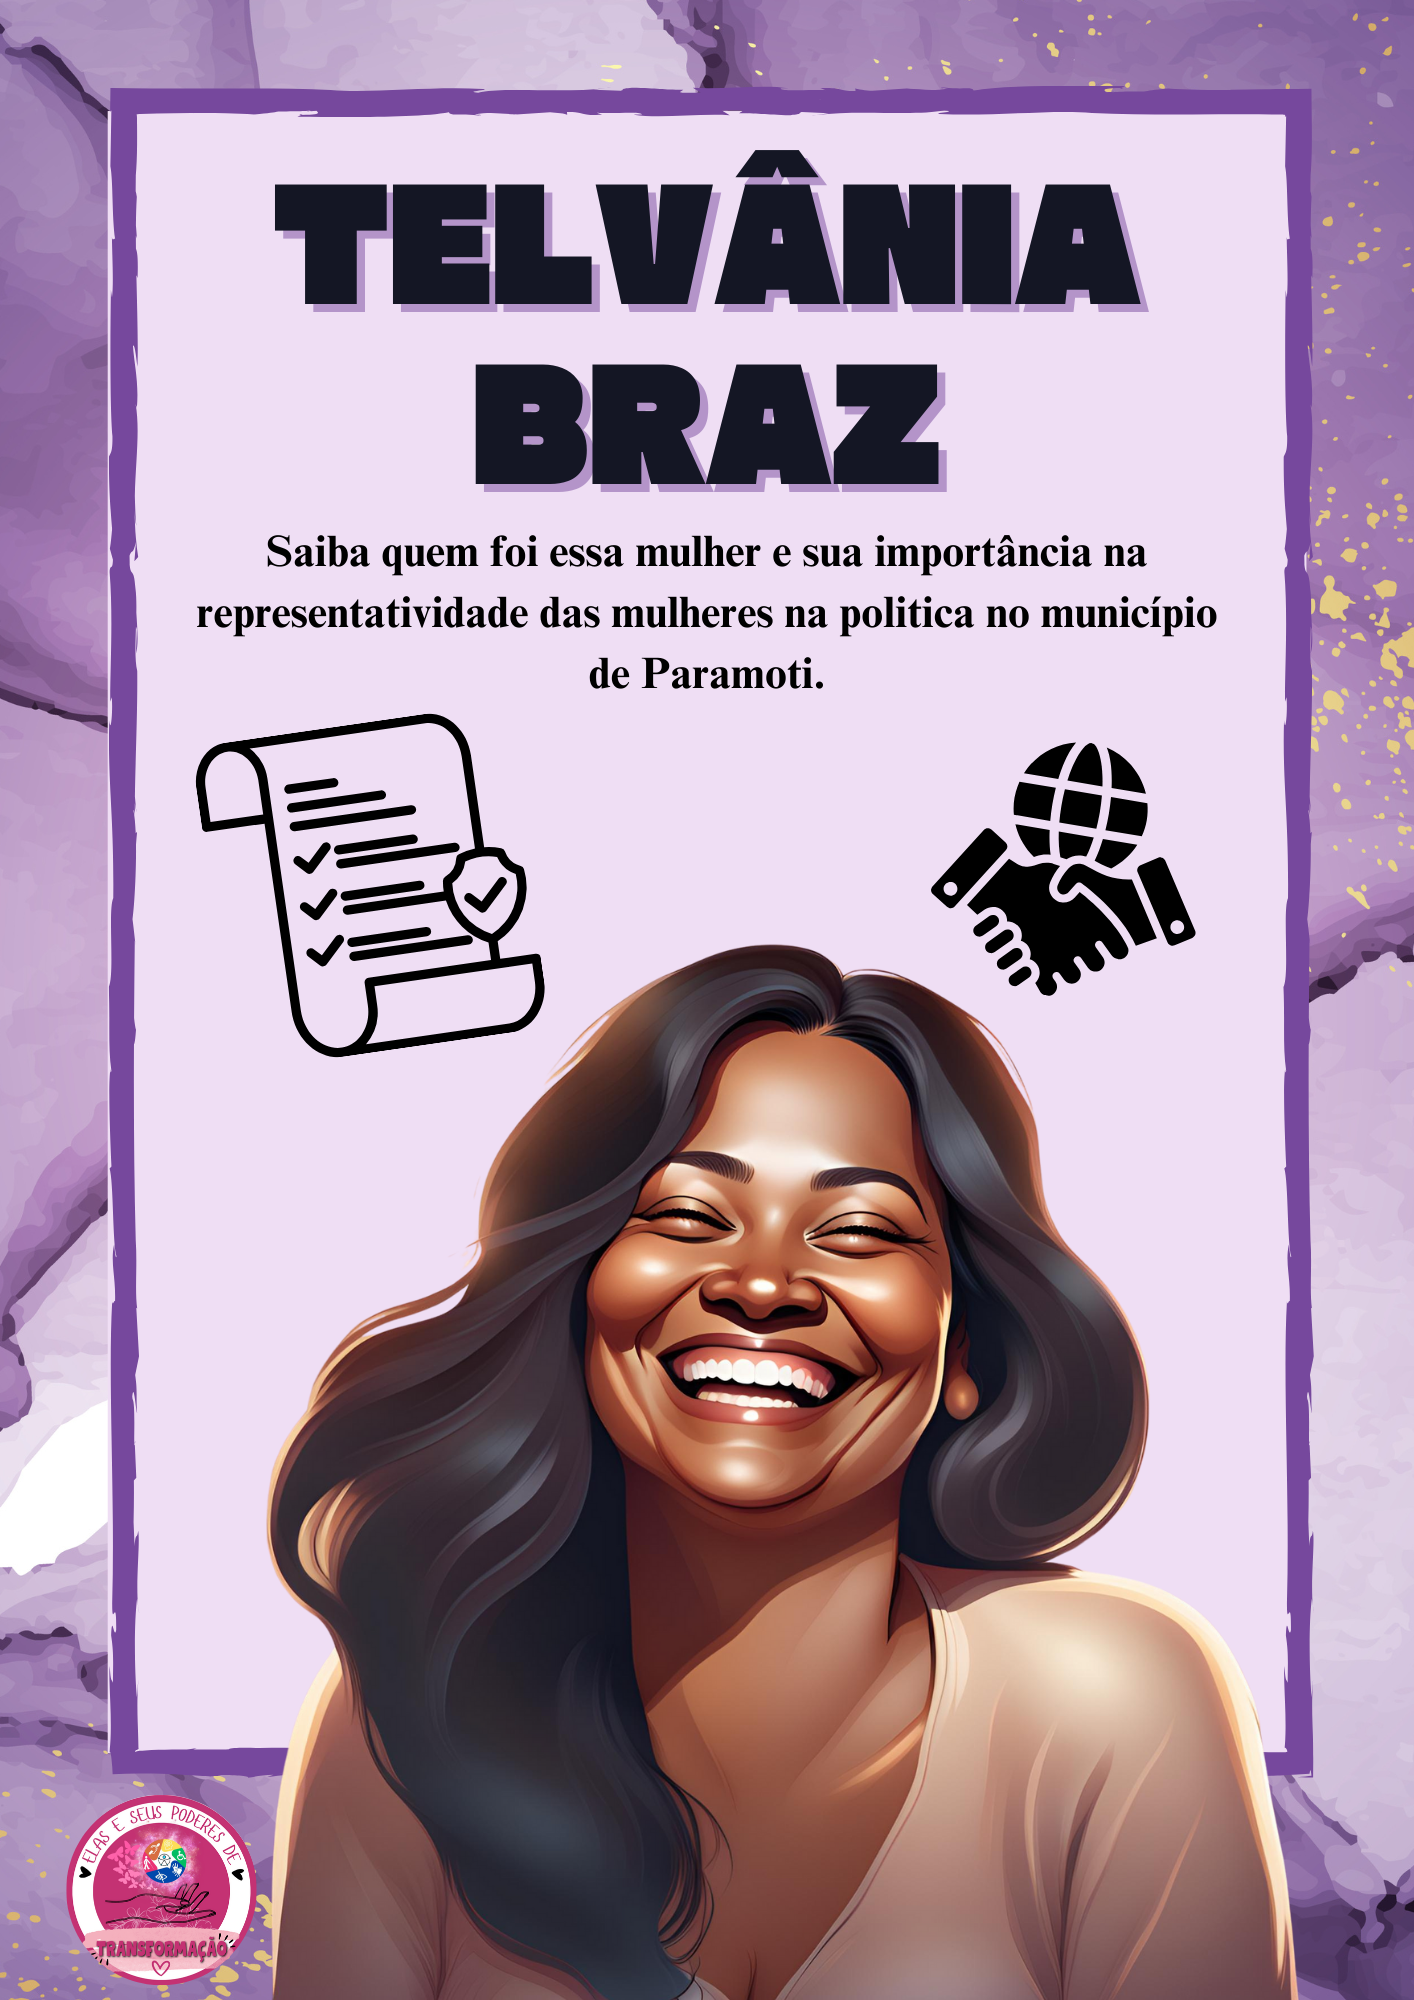 TELVÂNIA
BRAZ
Saiba quem foi essa mulher e sua importância na
representatividade das mulheres na politica no município
de Paramoti.
ELAS E SEUS PODERES DE
TRANSFORMAÇÃO